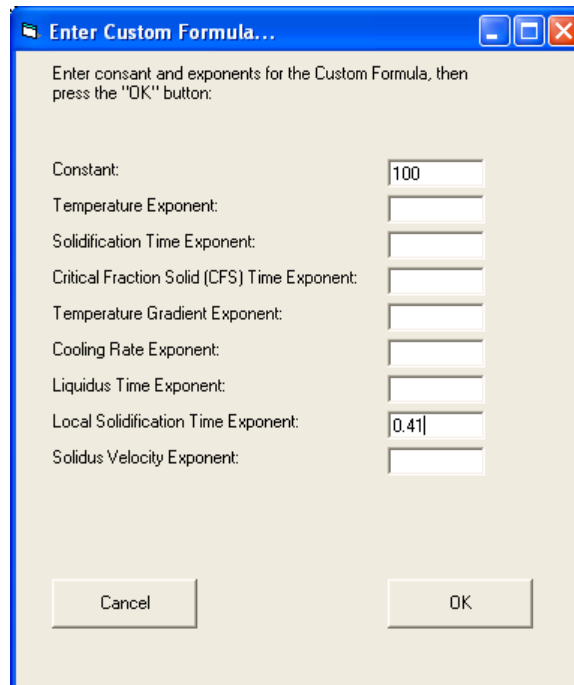 Enter Custom Formula...
Enter consant and exponents for the Custom Formula, then
press the "OK" button:
Constant:
100
Temperature Exponent:
Solidification Time Exponent:
Critical Fraction Solid (CFS) Time Exponent:
Temperature Gradient Exponent:
Cooling Rate Exponent:
Liquidus Time Exponent:
Local Solidification Time Exponent:
0.41
Solidus Velocity Exponent:
Cancel
OK